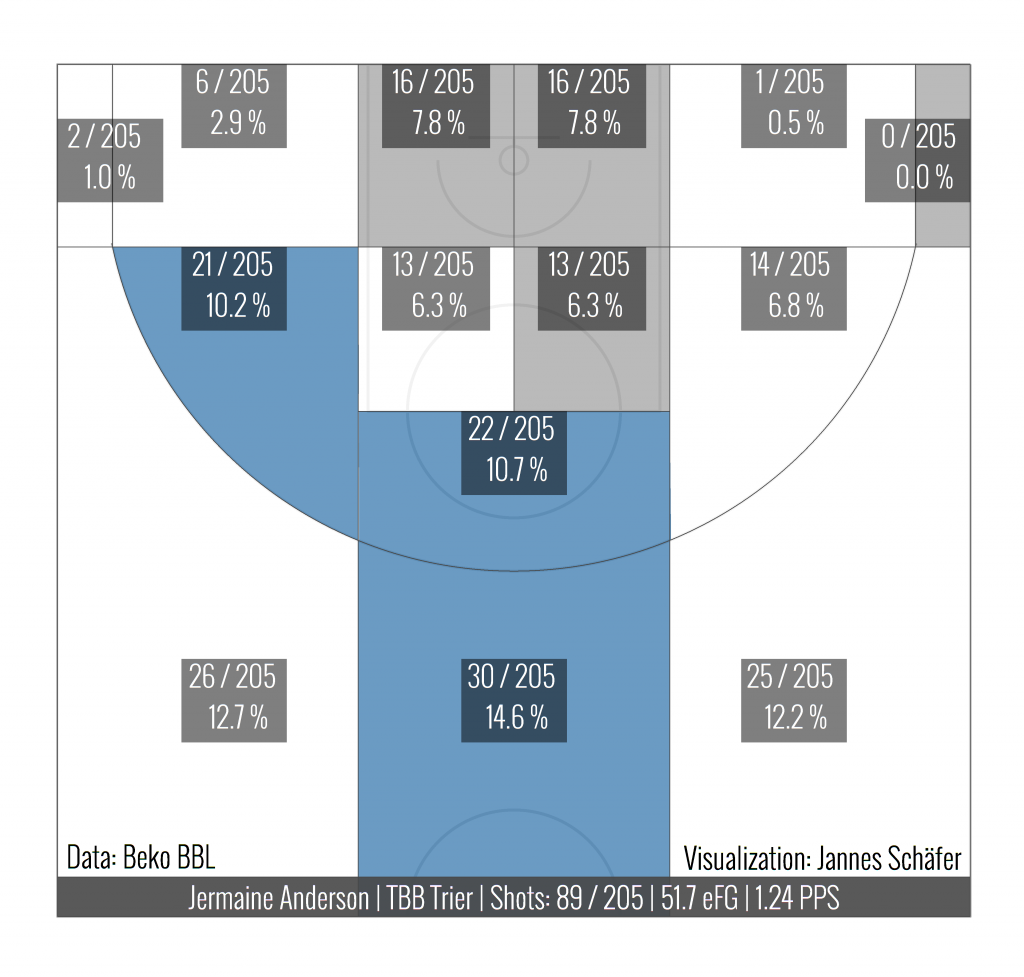 6 / 205
2.9 %
16 / 205
7.8 %
16 / 205
7.8 %
1 / 205
0.5 %
2 / 205
1.0 %
0 / 205
0.0 %
21 / 205
10.2 %
13 / 205
6.3 %
13 / 205
6.3 %
14 / 205
6.8 %
22 / 205
10.7 %
26 / 205
12.7 %
30 / 205
14.6 %
25 / 205
12.2 %
Data: Beko BBL
Visualization: Jannes Schäfer
Jermaine Anderson | TBB Trier | Shots: 89 / 205 | 51.7 eFG | 1.24 PPS